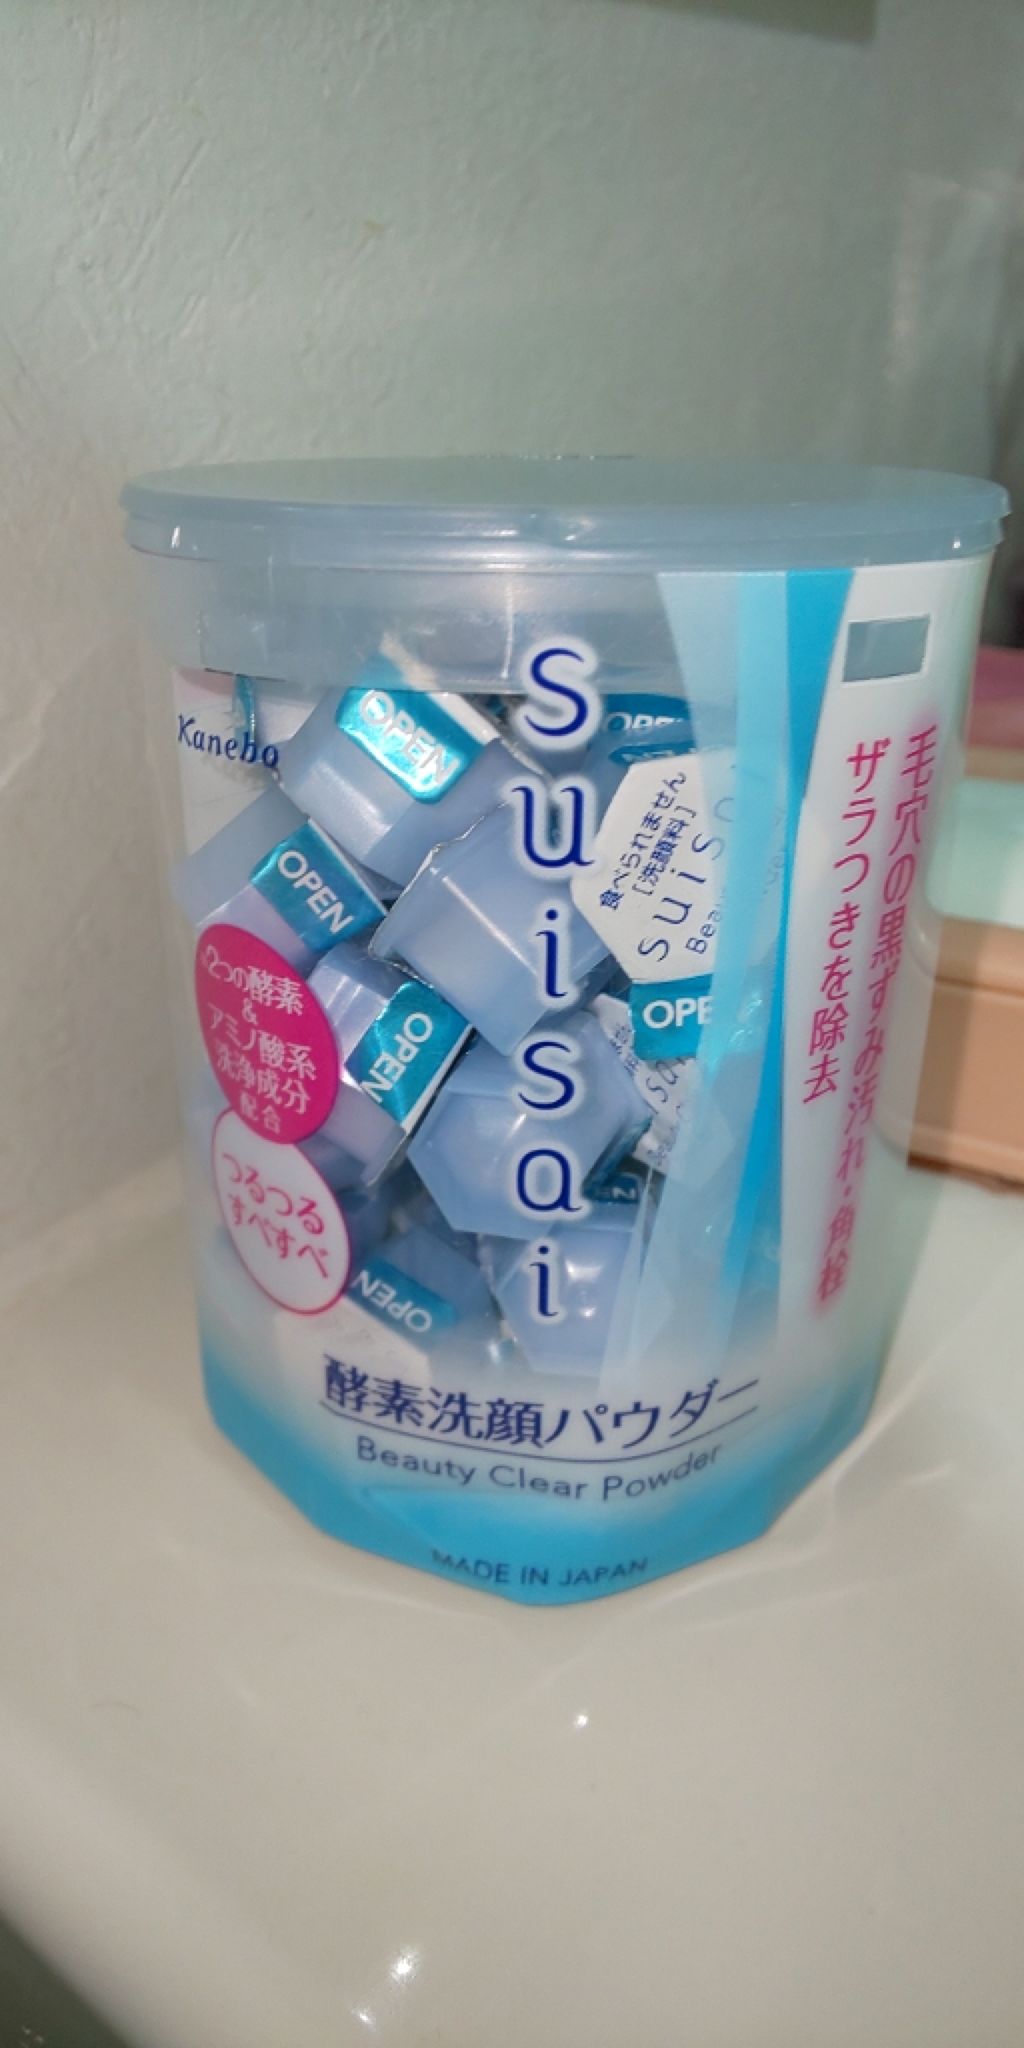 Kanebo
suisai
毛穴の黒ずみ汚れ・角栓
ザラつきを除去
OPEN
OPEN
OPEN
OPEN
食べられません
[洗顔料]
suis
Beau
OPE
2つの酵素
&
アミノ酸系
洗浄成分
配合
つるつる
すべすべ
酵素洗顔パウダー
Beauty Clear Powder
MADE IN JAPAN